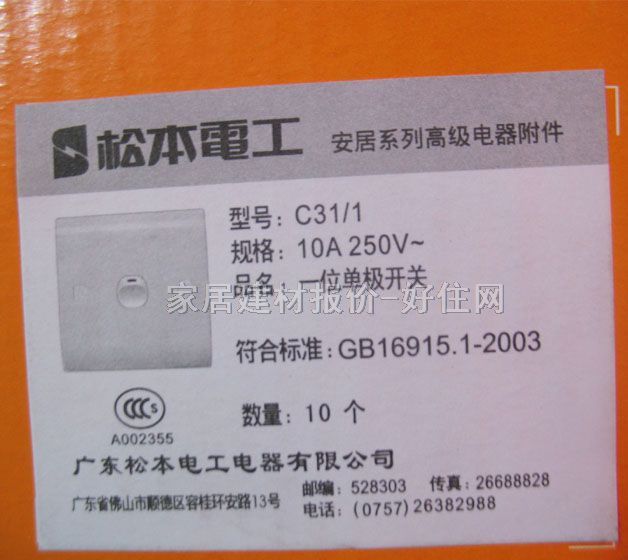 松本電工 安居系列高级电器附件
型号: C31/1
规格: 10A 250V~
品名: 一位单极开关
家居建材报价-好住网
符合标准: GB16915.1-2003
CCC S
A002355
数量: 10 个
广东松本电工电器有限公司
广东省佛山市顺德区容桂环安路13号
邮编: 528303 传真: 26688828
电话: (0757) 26382988